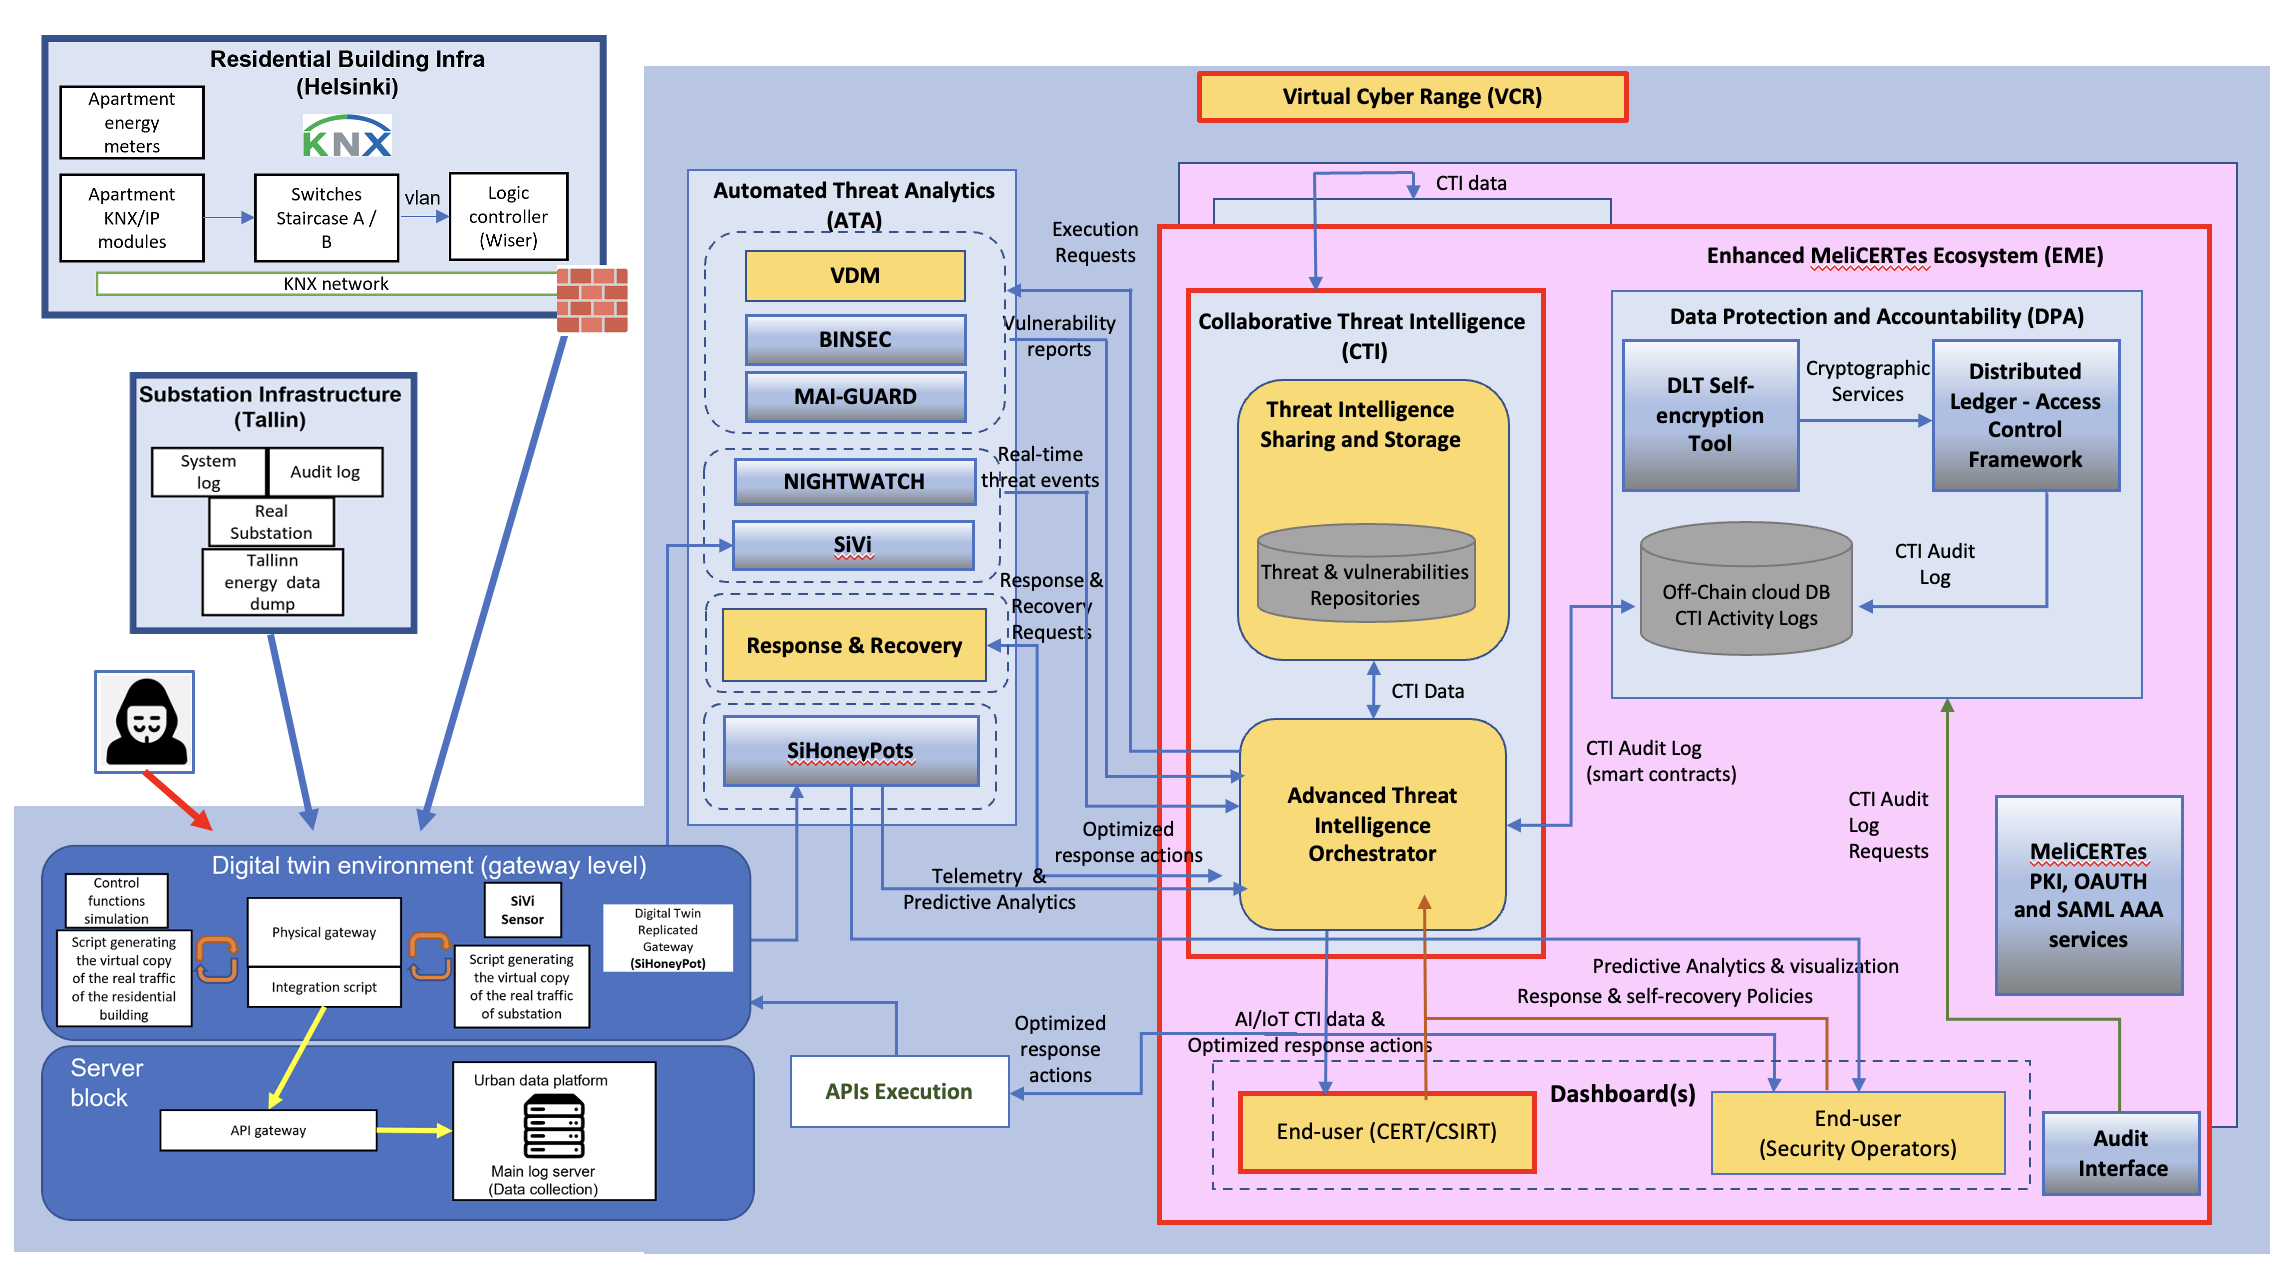 Residential Building Infra
(Helsinki)
Apartment
energy
meters
KNX
Apartment
KNX/IP
modules
Switches
Staircase A /
B
vlan
Logic
controller
(Wiser)
KNX network
Substation Infrastructure
(Tallin)
System
log
Audit log
Real
Substation
Tallinn
energy data
dump
Digital twin environment (gateway level)
Control
functions
simulation
Script generating
the virtual copy
of the real traffic
of the residential
building
Physical gateway
Integration script
SiVi
Sensor
Script generating
the virtual copy
of the real traffic
of substation
Digital Twin
Replicated
Gateway
(SiHoneyPot)
Server
block
API gateway
Urban data platform
Main log server
(Data collection)
Virtual Cyber Range (VCR)
Automated Threat Analytics
(ATA)
VDM
BINSEC
MAI-GUARD
NIGHTWATCH
SiVi
Response & Recovery
SiHoneyPots
Execution
Requests
Vulnerability
reports
Real-time
threat events
Response &
Recovery
Requests
Optimized
response actions
Telemetry &
Predictive Analytics
Optimized
response
actions
APIs Execution
CTI data
Enhanced MeliCERTes Ecosystem (EME)
Collaborative Threat Intelligence
(CTI)
Threat Intelligence
Sharing and Storage
Threat & vulnerabilities
Repositories
CTI Data
Advanced Threat
Intelligence
Orchestrator
Data Protection and Accountability (DPA)
DLT Self-
encryption
Tool
Cryptographic
Services
Distributed
Ledger - Access
Control
Framework
CTI Audit
Log
Off-Chain cloud DB
CTI Activity Logs
CTI Audit Log
(smart contracts)
CTI Audit
Log
Requests
MeliCERTes
PKI, OAUTH
and SAML AAA
services
Predictive Analytics & visualization
Response & self-recovery Policies
AI/IoT CTI data &
Optimized response actions
Dashboard(s)
End-user (CERT/CSIRT)
End-user
(Security Operators)
Audit
Interface